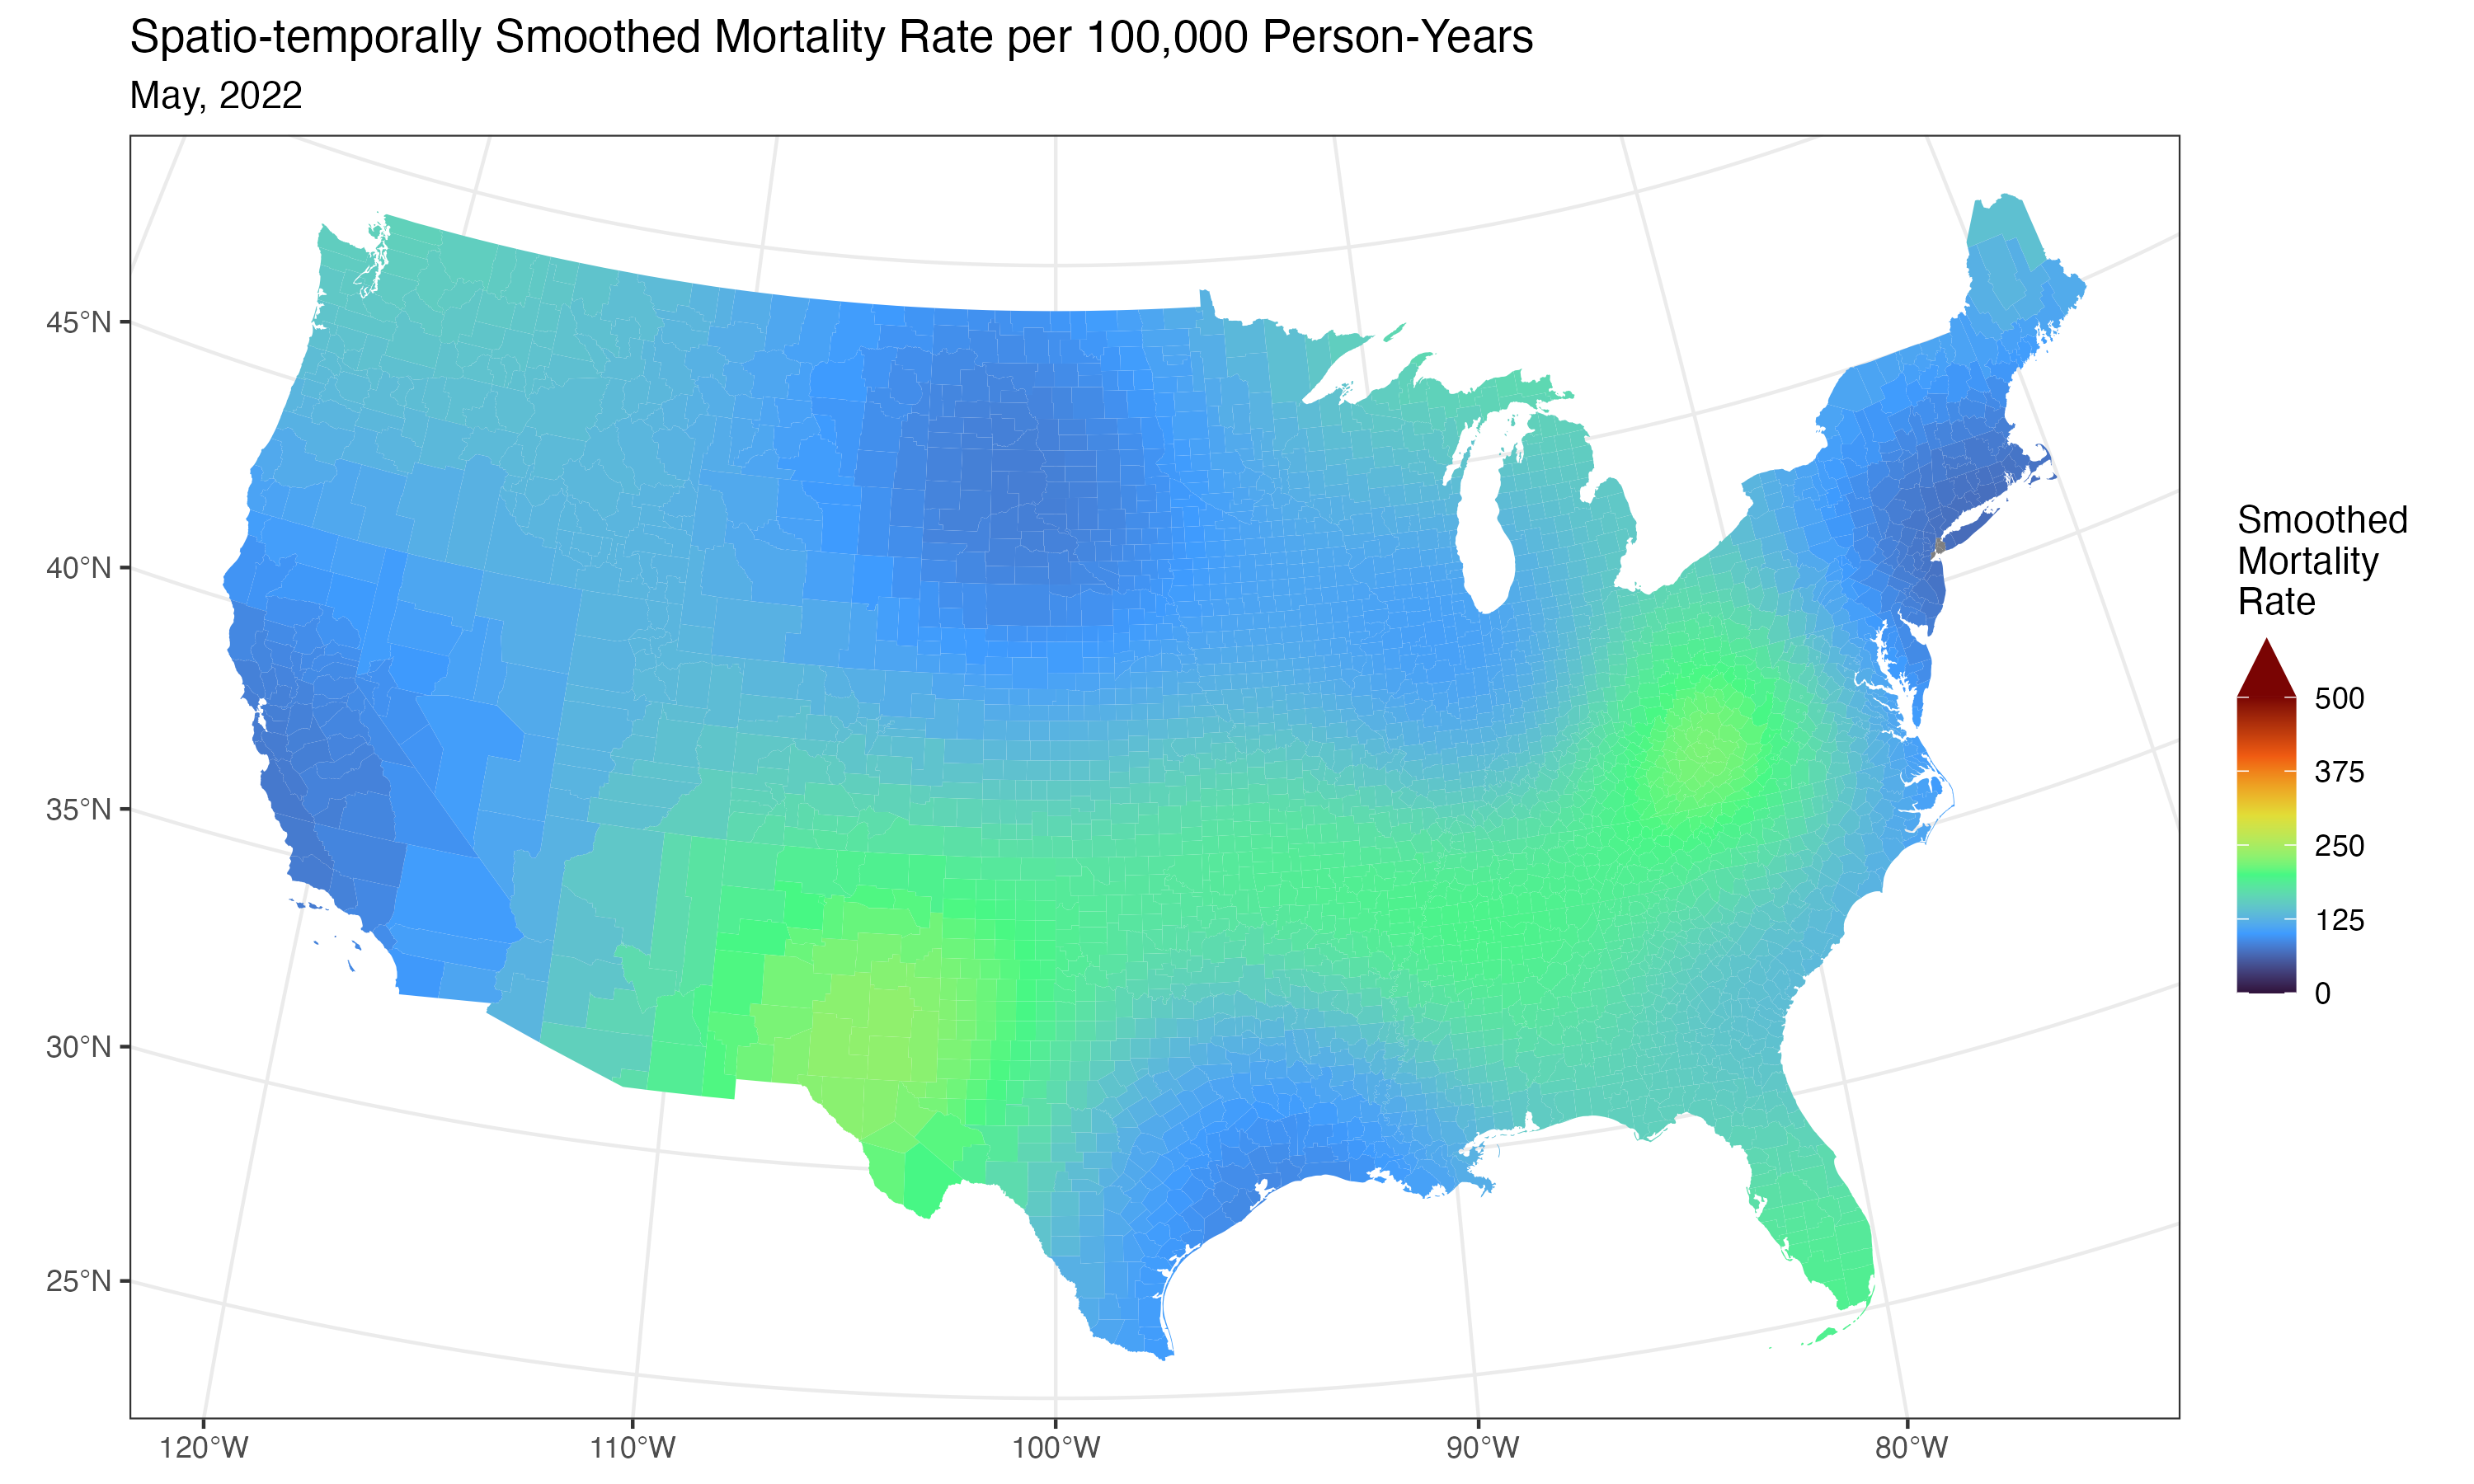 Spatio-temporally Smoothed Mortality Rate per 100,000 Person-Years
May, 2022
45°N
40°N
35°N
30°N
25°N
120°W
110°W
100°W
90°W
80°W
Smoothed
Mortality
Rate
500
375
250
125
0